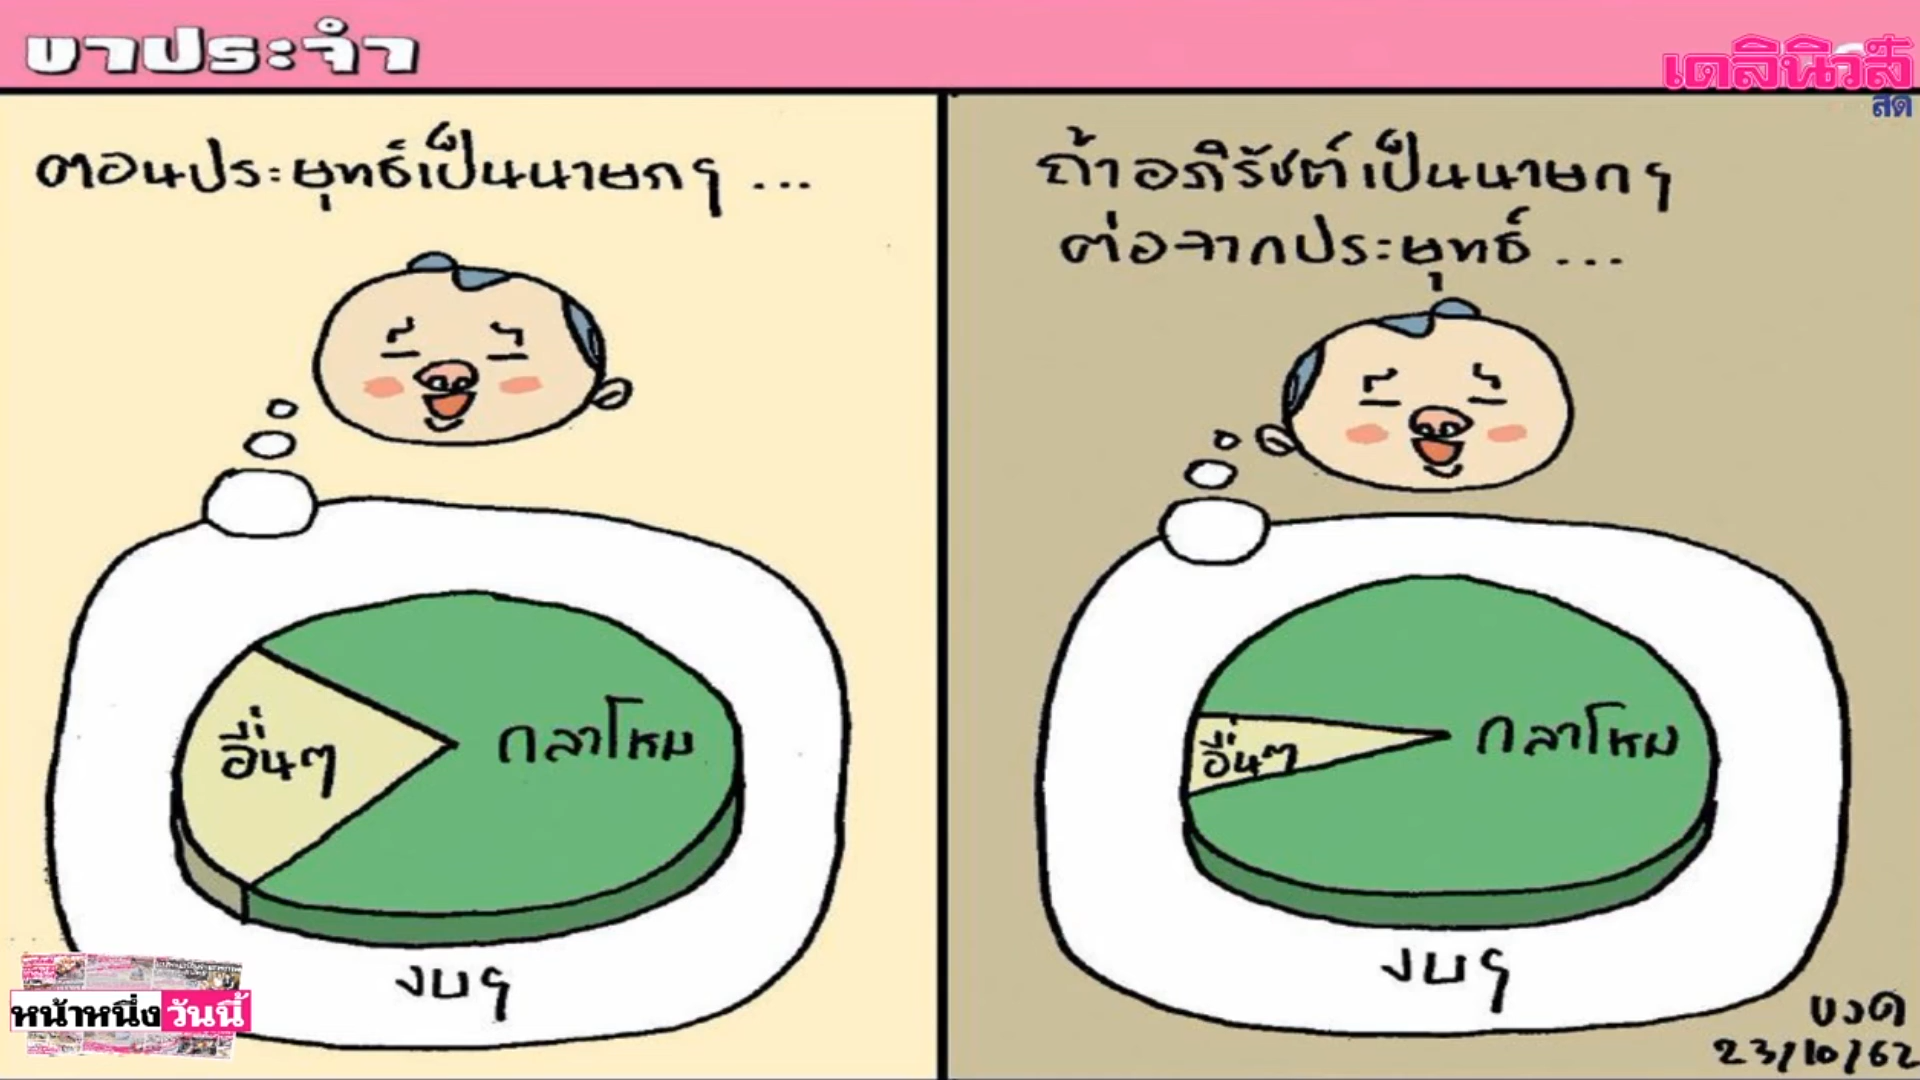 ขาประจำ
เดลินิวส์
สด
ตอนประยุทธ์เป็นนายกฯ ...
อื่นๆ
กลาโหม
งบฯ
ถ้าอภิรัชต์เป็นนายกฯ
ต่อจากประยุทธ์ ...
อื่นๆ
กลาโหม
งบฯ
ขวด
23/10/62
หน้าหนึ่งวันนี้